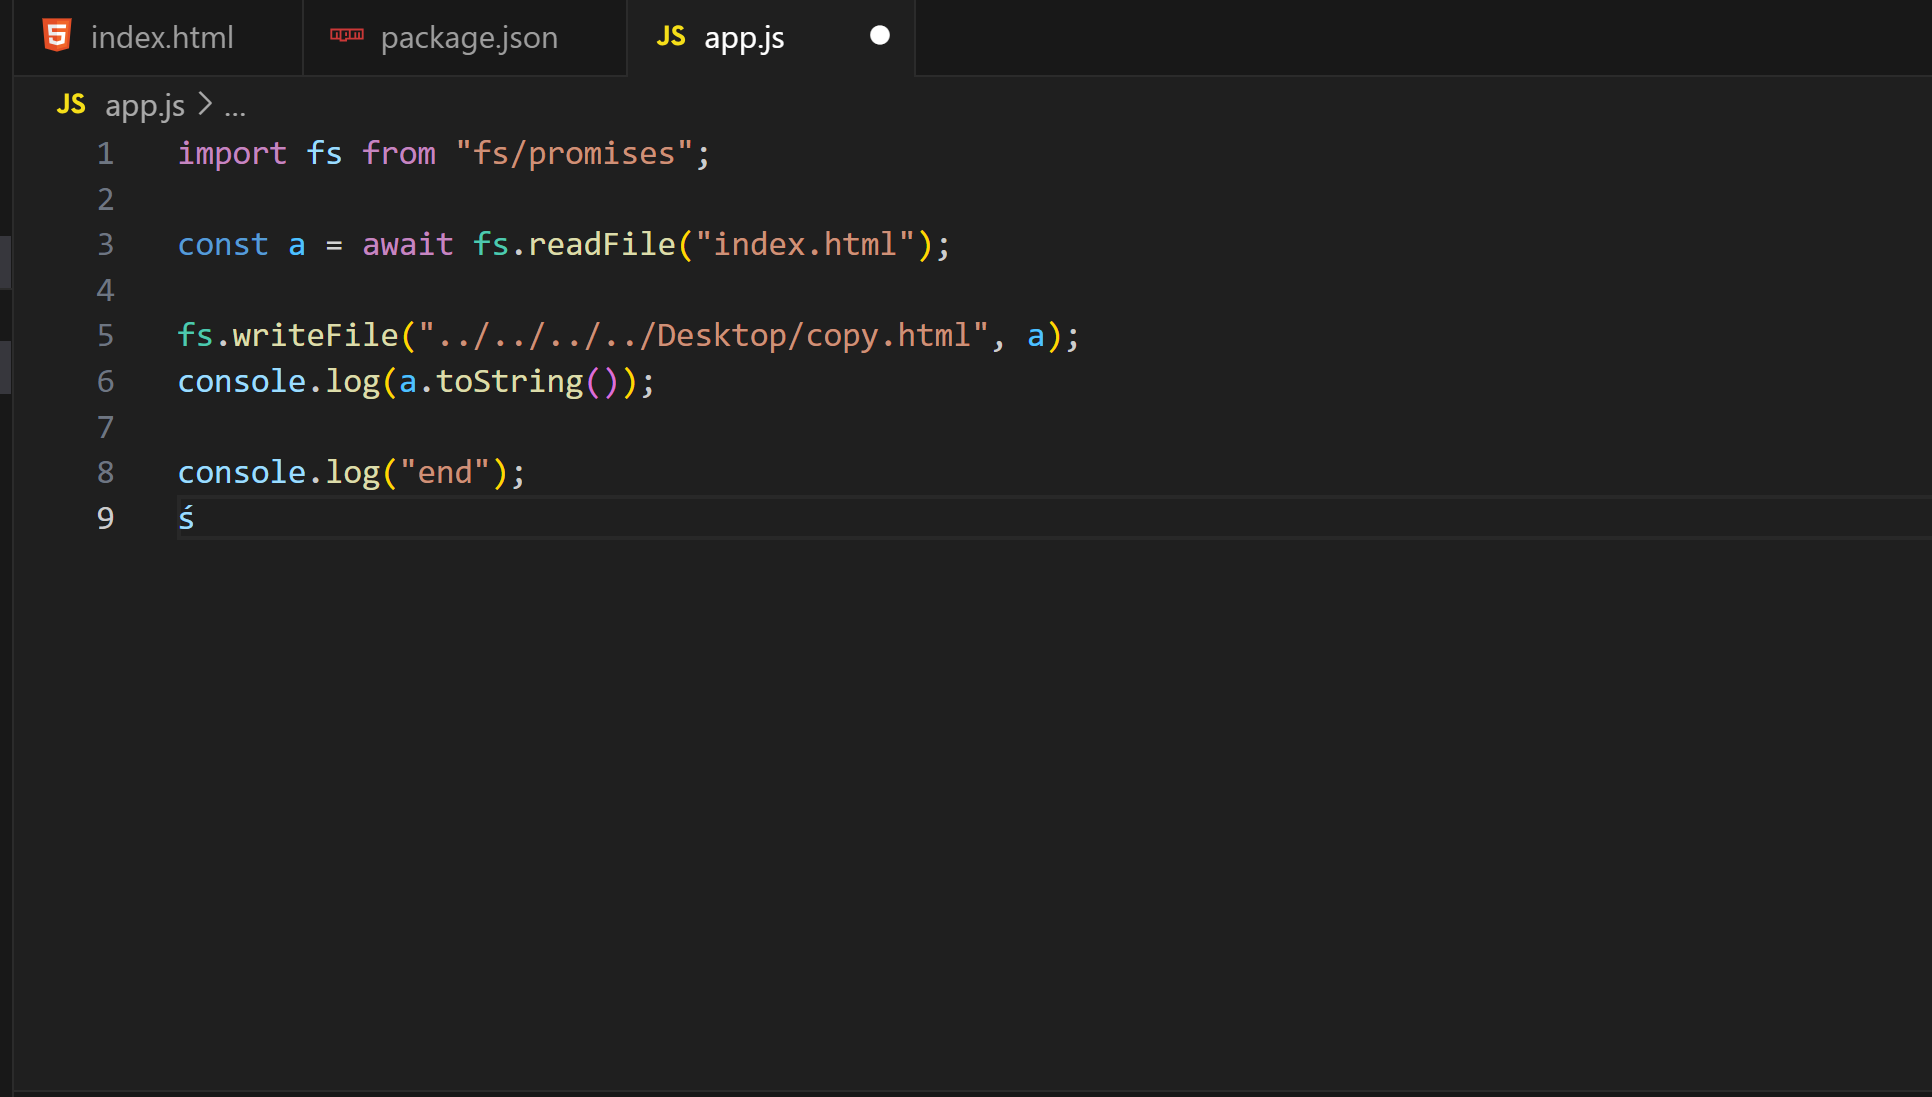 index.html
package.json
JS app.js
JS app.js > ...
1 import fs from "fs/promises";
2
3 const a = await fs.readFile("index.html");
4
5 fs.writeFile("../../../../Desktop/copy.html", a);
6 console.log(a.toString());
7
8 console.log("end");
9 ś